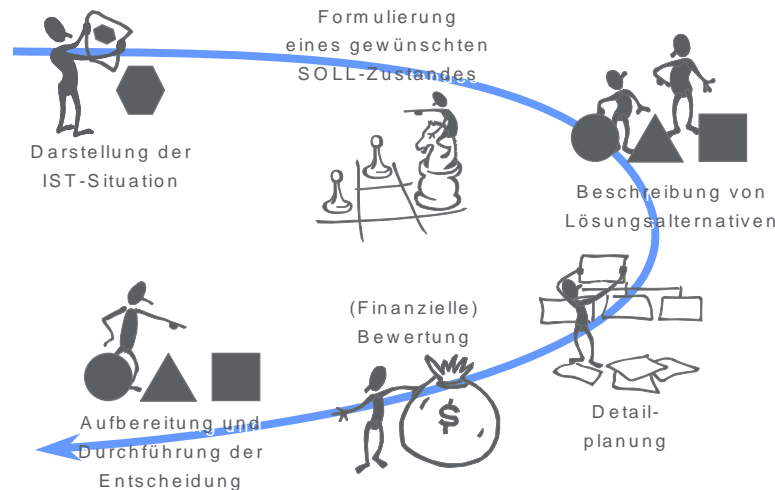 Formulierung
eines gewünschten
SOLL-Zustandes
Darstellung der
IST-Situation
Beschreibung von
Lösungsalternativen
Detail-
planung
(Finanzielle)
Bewertung
$
Aufbereitung und
Durchführung der
Entscheidung